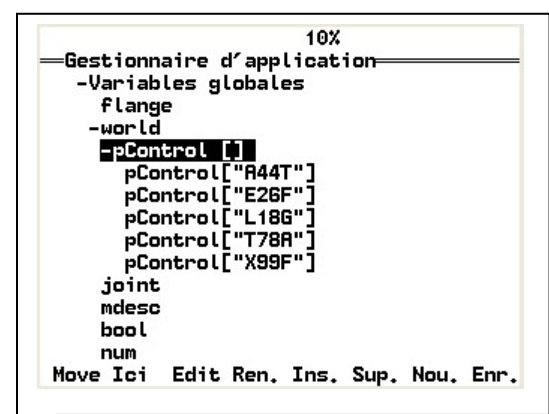 10%
Gestionnaire d'application
-Variables globales
flange
-world
-pControl []
pControl["A44T"]
pControl["E26F"]
pControl["L18G"]
pControl["T78A"]
pControl["X99F"]
joint
mdesc
bool
num
Move Ici Edit Ren. Ins. Sup. Nou. Enr.